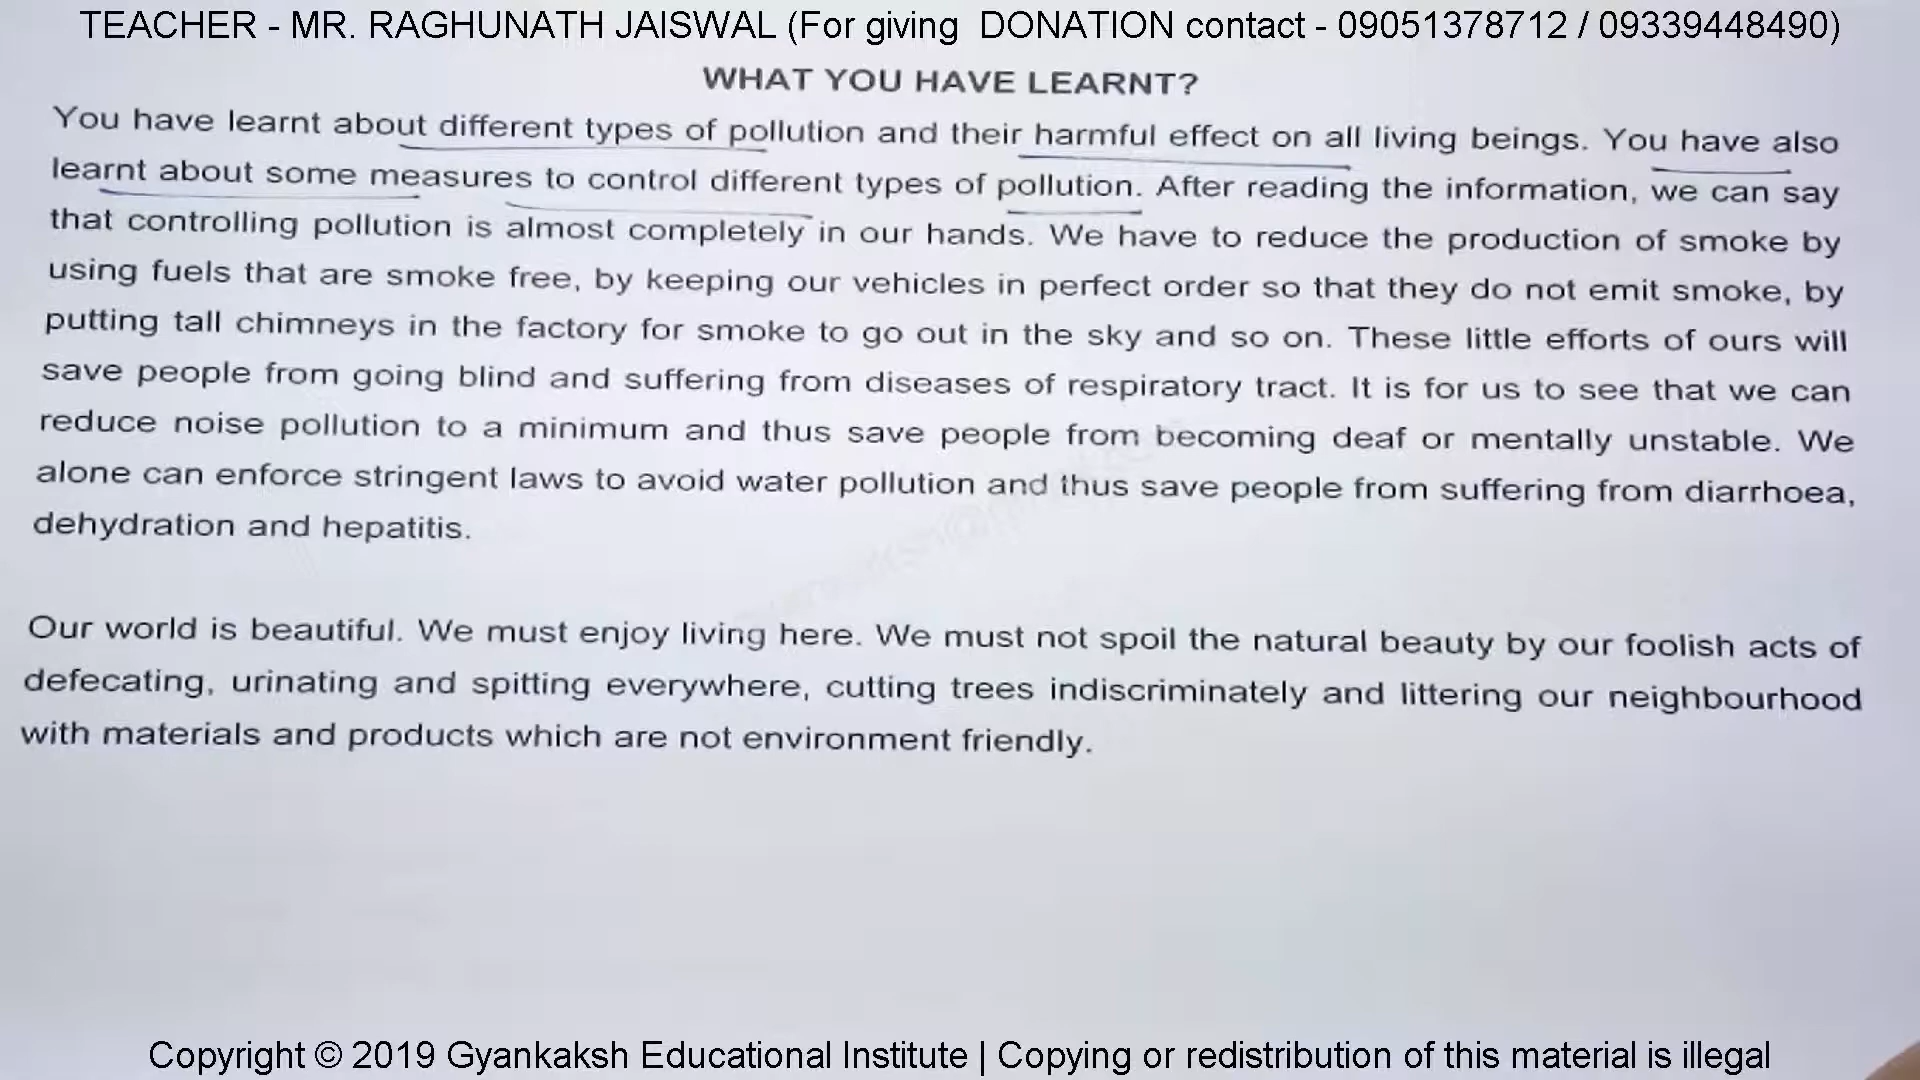 TEACHER - MR. RAGHUNATH JAISWAL (For giving DONATION contact - 09051378712 / 09339448490)
WHAT YOU HAVE LEARNT?
You have learnt about different types of pollution and their harmful effect on all living beings. You have also
learnt about some measures to control different types of pollution. After reading the information, we can say
that controlling pollution is almost completely in our hands. We have to reduce the production of smoke by
using fuels that are smoke free, by keeping our vehicles in perfect order so that they do not emit smoke, by
putting tall chimneys in the factory for smoke to go out in the sky and so on. These little efforts of ours will
save people from going blind and suffering from diseases of respiratory tract. It is for us to see that we can
reduce noise pollution to a minimum and thus save people from becoming deaf or mentally unstable. We
alone can enforce stringent laws to avoid water pollution and thus save people from suffering from diarrhoea,
dehydration and hepatitis.
Our world is beautiful. We must enjoy living here. We must not spoil the natural beauty by our foolish acts of
defecating, urinating and spitting everywhere, cutting trees indiscriminately and littering our neighbourhood
with materials and products which are not environment friendly.
Copyright © 2019 Gyankaksh Educational Institute | Copying or redistribution of this material is illegal